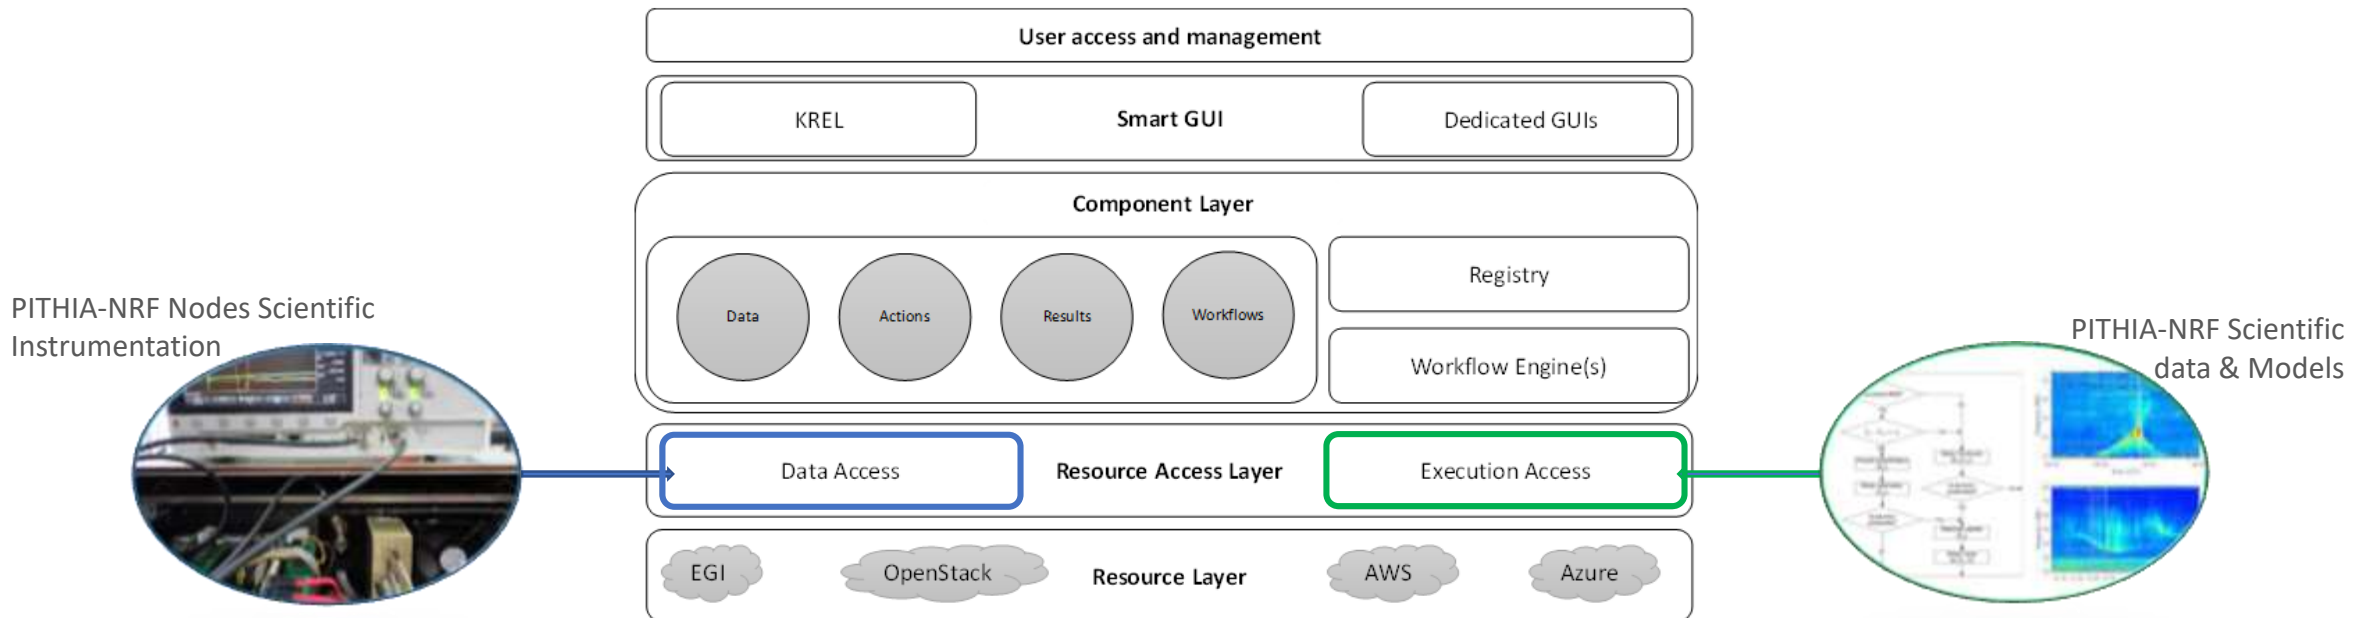 User access and management
KREL
Smart GUI
Dedicated GUIs
Component Layer
Data
Actions
Results
Workflows
Registry
Workflow Engine(s)
PITHIA-NRF Nodes Scientific
Instrumentation
PITHIA-NRF Scientific
data & Models
Data Access
Resource Access Layer
Execution Access
EGI
OpenStack
Resource Layer
AWS
Azure